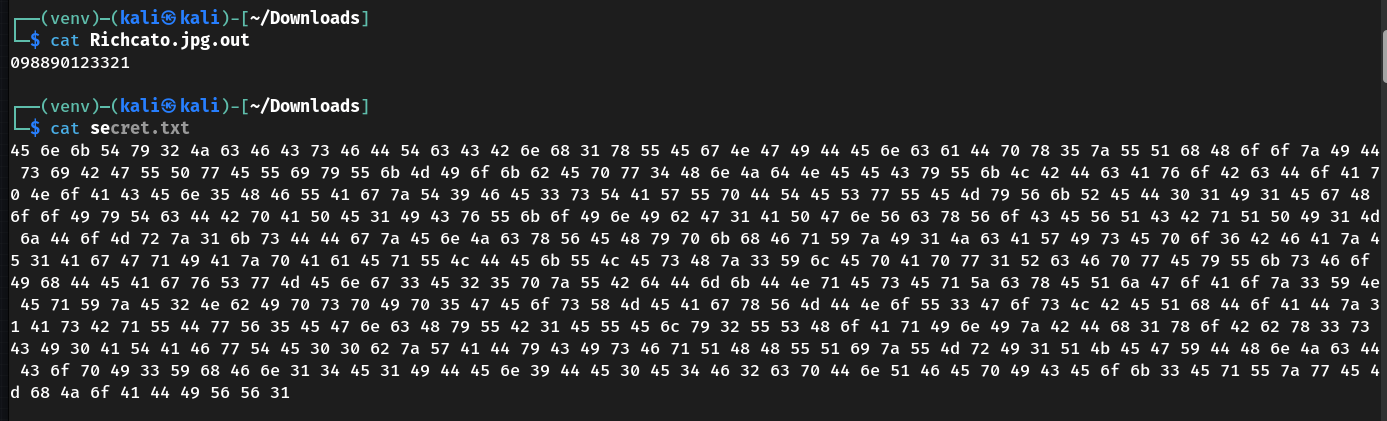 ┌──(venv)─(kali㉿kali)-[~/Downloads]
└─$ cat Richcato.jpg.out
098890123321
┌──(venv)─(kali㉿kali)-[~/Downloads]
└─$ cat secret.txt
45 6e 6b 54 79 32 4a 63 46 43 73 46 44 54 63 43 42 6e 68 31 78 55 45 67 4e 47 49 44 45 6e 63 61 44 70 78 35 7a 55 51 68 48 6f 6f 7a 49 44
73 69 42 47 55 50 77 45 55 69 79 55 6b 4d 49 6f 6b 62 45 70 77 34 48 6e 4a 64 4e 45 45 43 79 55 6b 4c 42 44 63 41 76 6f 42 63 44 6f 41 7
0 4e 6f 41 43 45 6e 35 48 46 55 41 67 7a 54 39 46 45 33 73 54 41 57 55 70 44 54 45 53 77 55 45 4d 79 56 6b 52 45 44 30 31 49 31 45 67 48
6f 6f 49 79 54 63 44 42 70 41 50 45 31 49 43 76 55 6b 6f 49 6e 49 62 47 31 41 50 47 6e 56 63 78 56 6f 43 45 56 51 43 42 71 51 50 49 31 4d
6a 44 6f 4d 72 7a 31 6b 73 44 44 67 7a 45 6e 4a 63 78 56 45 48 79 70 6b 68 46 71 59 7a 49 31 4a 63 41 57 49 73 45 70 6f 36 42 46 41 7a 4
5 31 41 67 47 71 49 41 7a 70 41 61 45 71 55 4c 44 45 6b 55 4c 45 73 48 7a 33 59 6c 45 70 41 70 77 31 52 63 46 70 77 45 79 55 6b 73 46 6f
49 68 44 45 41 67 76 53 77 4d 45 6e 67 33 45 32 35 70 7a 55 42 64 44 6d 6b 44 4e 71 45 73 45 71 5a 63 78 45 51 6a 47 6f 41 6f 7a 33 59 4e
45 71 59 7a 45 32 4e 62 49 70 73 70 49 70 35 47 45 6f 73 58 4d 45 41 67 78 56 4d 44 4e 6f 55 33 47 6f 73 4c 42 45 51 68 44 6f 41 44 7a 3
1 41 73 42 71 55 44 77 56 35 45 47 6e 63 48 79 55 42 31 45 55 45 6c 79 32 55 53 48 6f 41 71 49 6e 49 7a 42 44 68 31 78 6f 42 62 78 33 73
43 49 30 41 54 41 46 77 54 45 30 30 62 7a 57 41 44 79 43 49 73 46 71 51 48 48 55 51 69 7a 55 4d 72 49 31 51 4b 45 47 59 44 48 6e 4a 63 44
43 6f 70 49 33 59 68 46 6e 31 34 45 31 49 44 45 6e 39 44 45 30 45 34 46 32 63 70 44 6e 51 46 45 70 49 43 45 6f 6b 33 45 71 55 7a 77 45 4
d 68 4a 6f 41 44 49 56 56 31